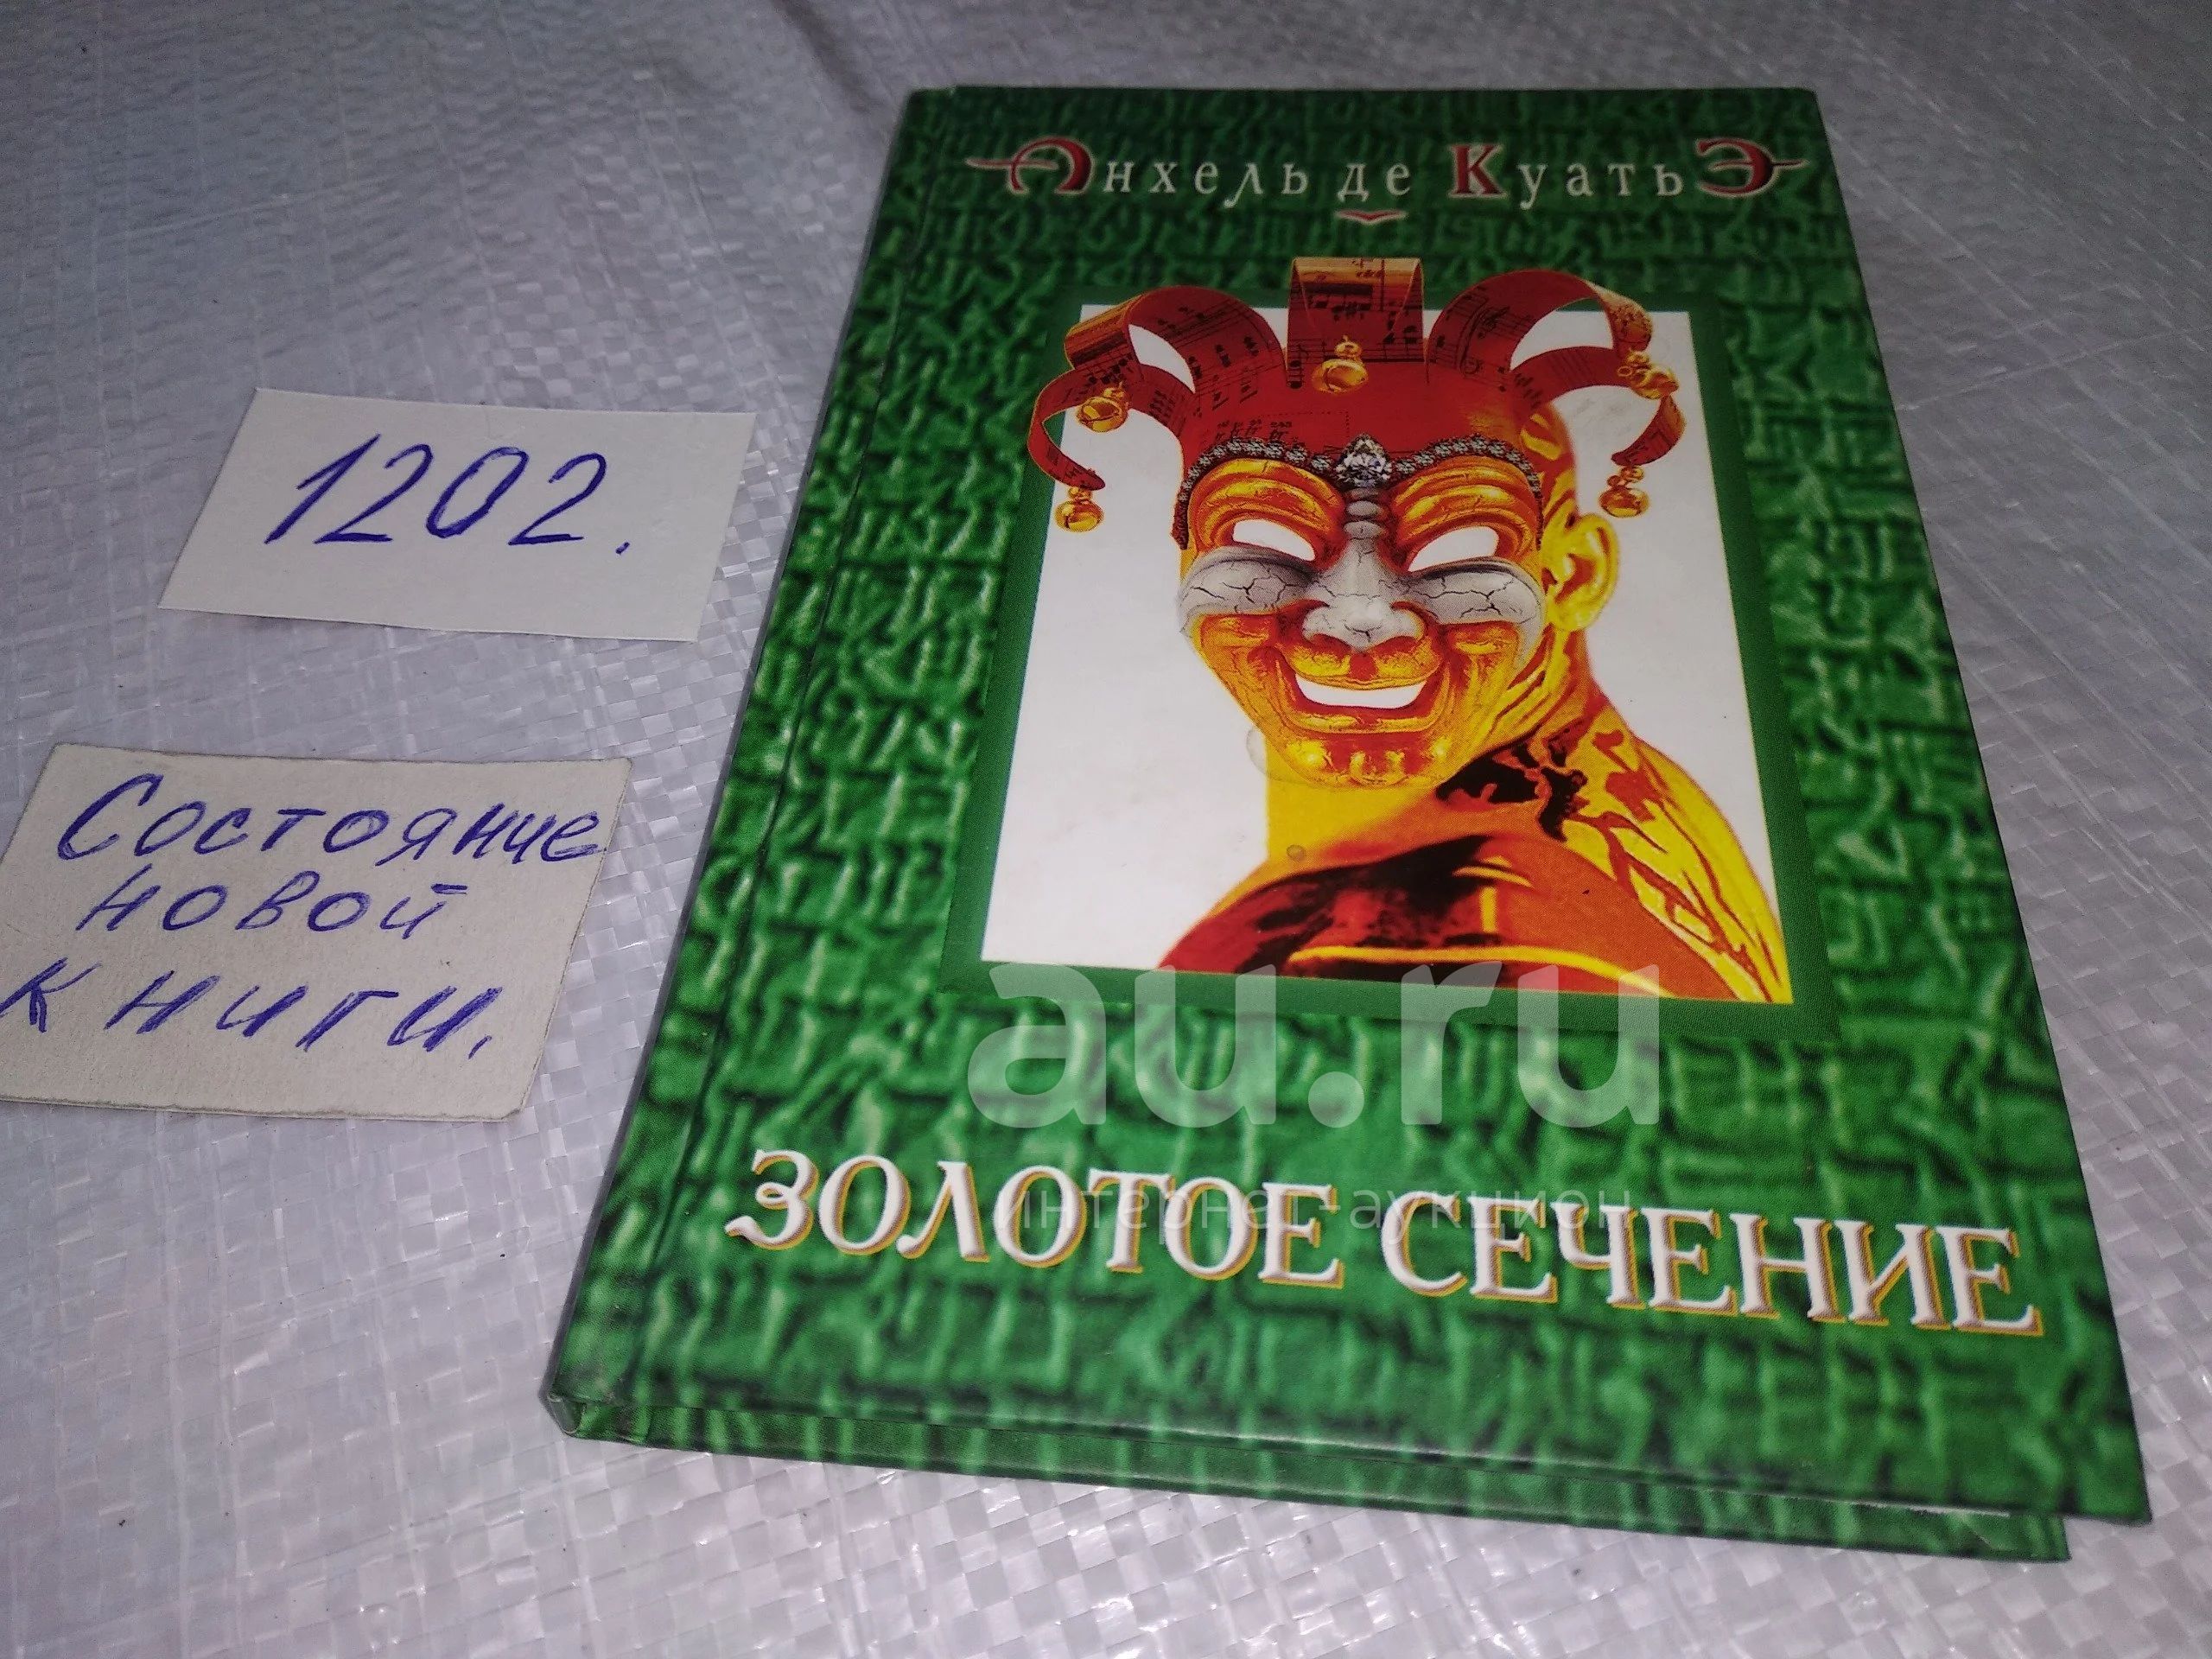 Анхель де Куатьэ
1202.
Состояние
новой
книги.
au.ru
интернет-аукцион
ЗОЛОТОЕ СЕЧЕНИЕ